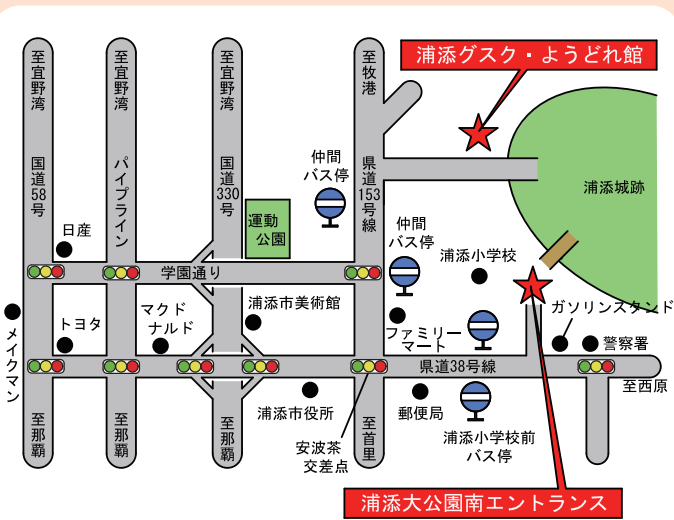 浦添グスク・ようどれ館
至宜野湾
至宜野湾
至宜野湾
至牧港
国道58号
パイプライン
国道330号
県道153号線
仲間
バス停
浦添城跡
運動
公園
日産
仲間
バス停
浦添小学校
学園通り
メイクマン
トヨタ
マクド
ナルド
浦添市美術館
ファミリー
マート
ガソリンスタンド
警察署
県道38号線
至西原
至那覇
至那覇
至那覇
至首里
浦添市役所
郵便局
安波茶
交差点
浦添小学校前
バス停
浦添大公園南エントランス